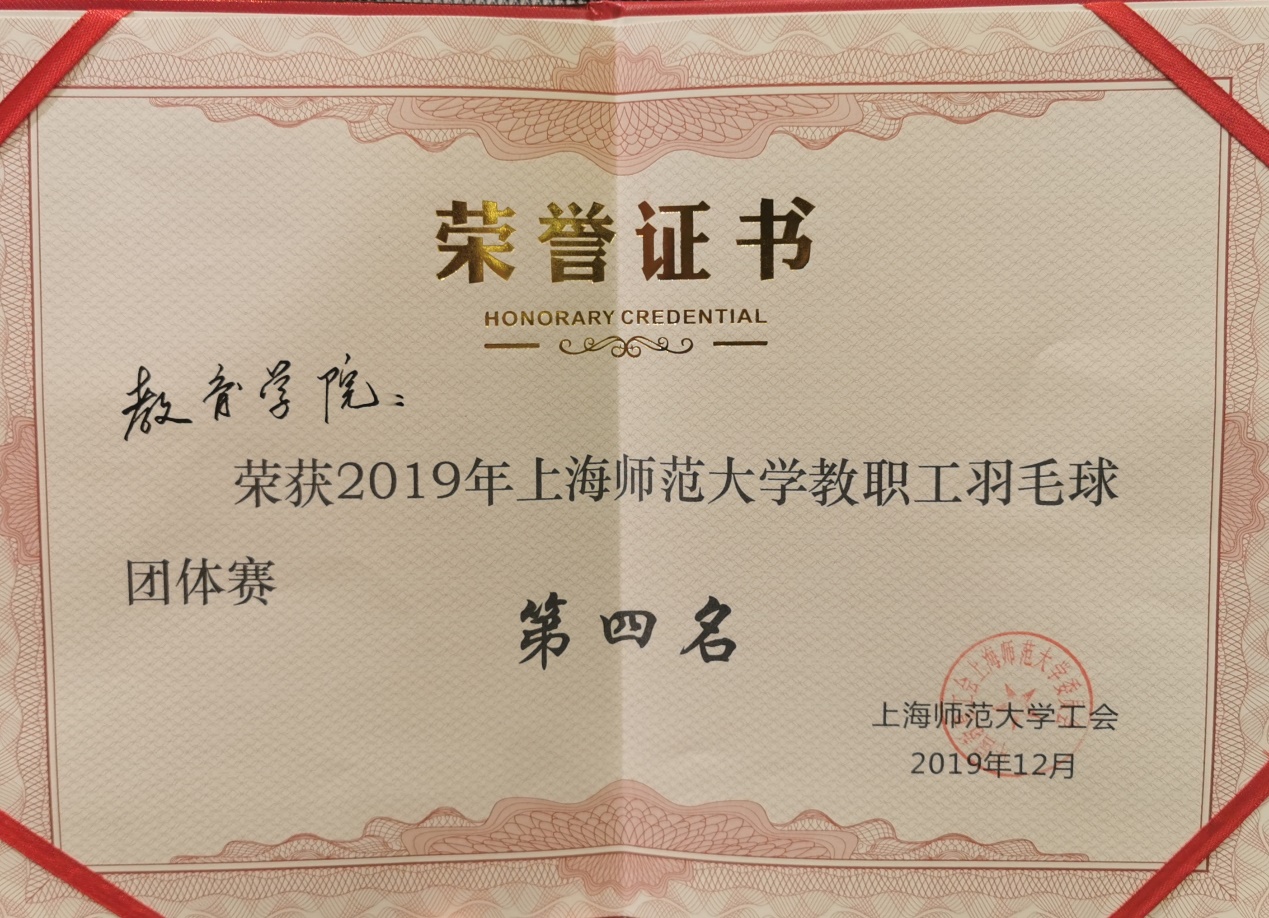 荣誉证书
HONORARY CREDENTIAL
教育学院：
荣获2019年上海师范大学教职工羽毛球
团体赛
第四名
上海师范大学工会
2019年12月